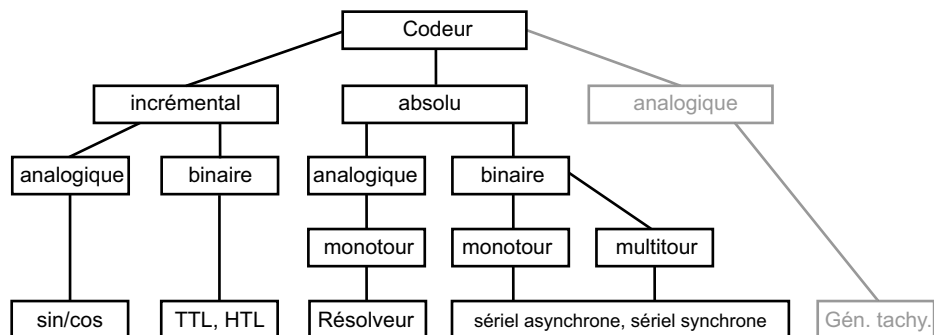 Codeur
incrémental
absolu
analogique
analogique
binaire
analogique
binaire
monotour
monotour
multitour
sin/cos
TTL, HTL
Résolveur
sériel asynchrone, sériel synchrone
Gén. tachy.